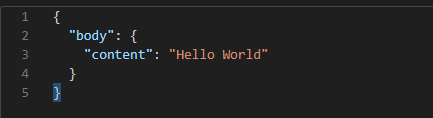 1 {
2   "body": {
3     "content": "Hello World"
4   }
5 }